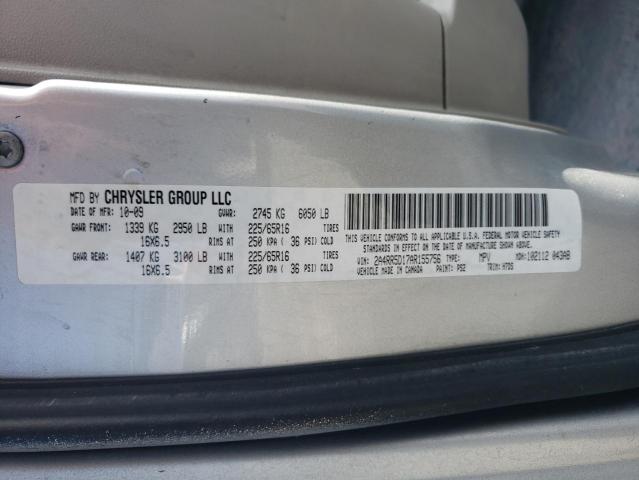 MFD BY CHRYSLER GROUP LLC
DATE OF MFR: 10-09 GVWR: 2745 KG 6050 LB
GAWR FRONT: 1339 KG 2950 LB WITH 225/65R16 TIRES
16X6.5 RIMS AT 250 KPA ( 36 PSI) COLD
GAWR REAR: 1407 KG 3100 LB WITH 225/65R16 TIRES
16X6.5 RIMS AT 250 KPA ( 36 PSI) COLD
THIS VEHICLE CONFORMS TO ALL APPLICABLE U.S.A. FEDERAL MOTOR VEHICLE SAFETY
STANDARDS IN EFFECT ON THE DATE OF MANUFACTURE SHOWN ABOVE.
VIN: 2A4RR5D17AR155756 TYPE: MPV MDH: 102112 043AB
VEHICLE MADE IN CANADA PAINT: PS2 TRIM: H7DS